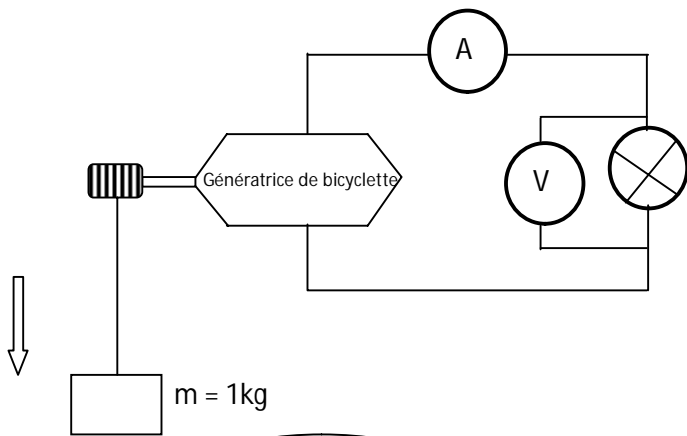 A
Génératrice de bicyclette
V
m = 1kg